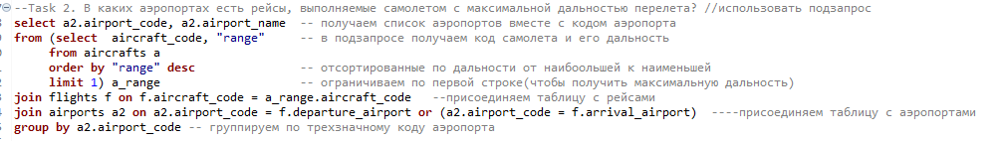 --Task 2. В каких аэропортах есть рейсы, выполняемые самолетом с максимальной дальностью перелета? //использовать подзапрос
select a2.airport_code, a2.airport_name -- получаем список аэропортов вместе с кодом аэропорта
from (select aircraft_code, "range" -- в подзапросе получаем код самолета и его дальность
from aircrafts a
order by "range" desc -- отсортированные по дальности от наибоольшей к наименьшей
limit 1) a_range -- ограничиваем по первой строке(чтобы получить максимальную дальность)
join flights f on f.aircraft_code = a_range.aircraft_code --присоединяем таблицу с рейсами
join airports a2 on a2.airport_code = f.departure_airport or (a2.airport_code = f.arrival_airport) ----присоединяем таблицу с аэропортами
group by a2.airport_code -- группируем по трехзначному коду аэропорта